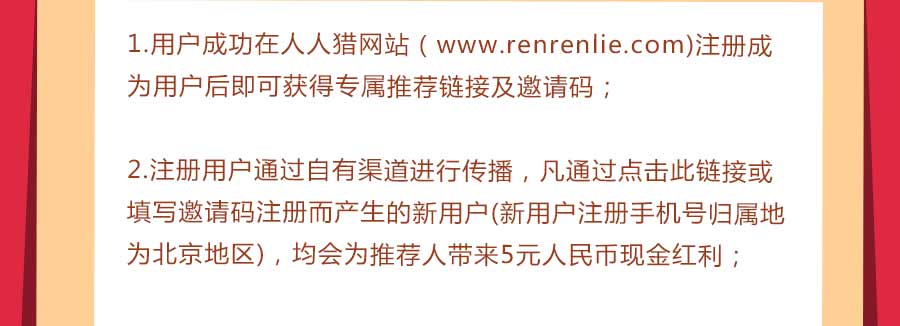 1.用户成功在人人猎网站（www.renrenlie.com)注册成
为用户后即可获得专属推荐链接及邀请码；
2.注册用户通过自有渠道进行传播，凡通过点击此链接或
填写邀请码注册而产生的新用户(新用户注册手机号归属地
为北京地区)，均会为推荐人带来5元人民币现金红利；